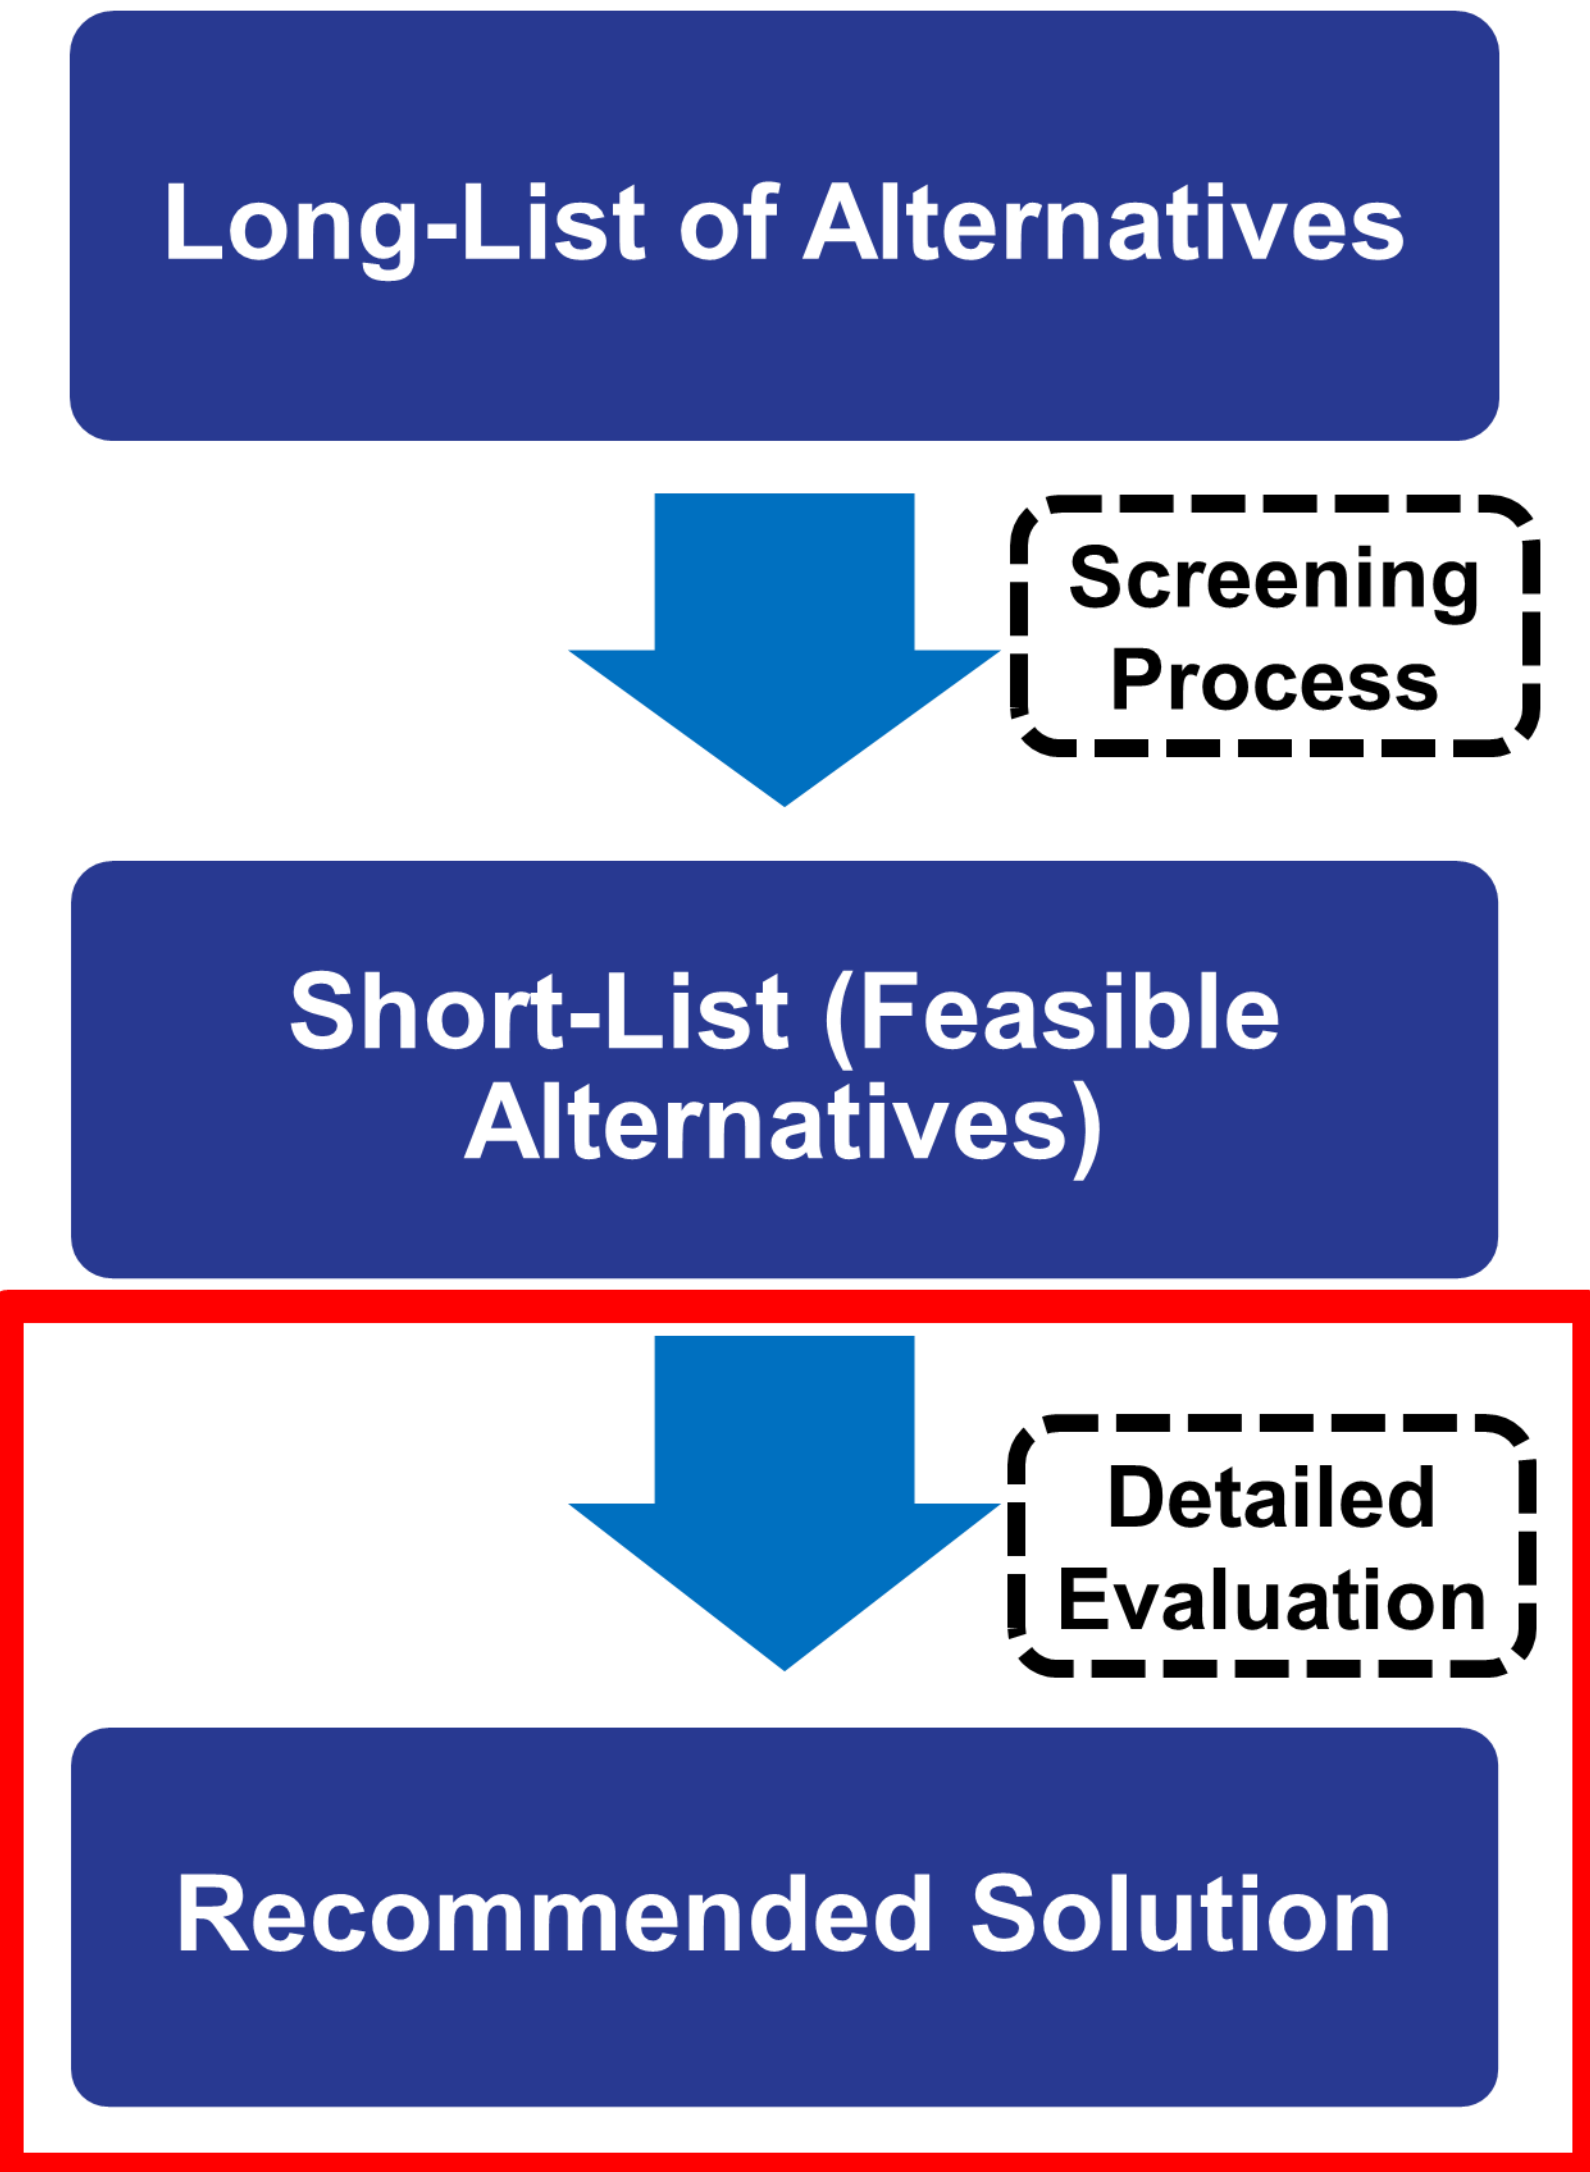 Long-List of Alternatives
Screening
Process
Short-List (Feasible
Alternatives)
Detailed
Evaluation
Recommended Solution